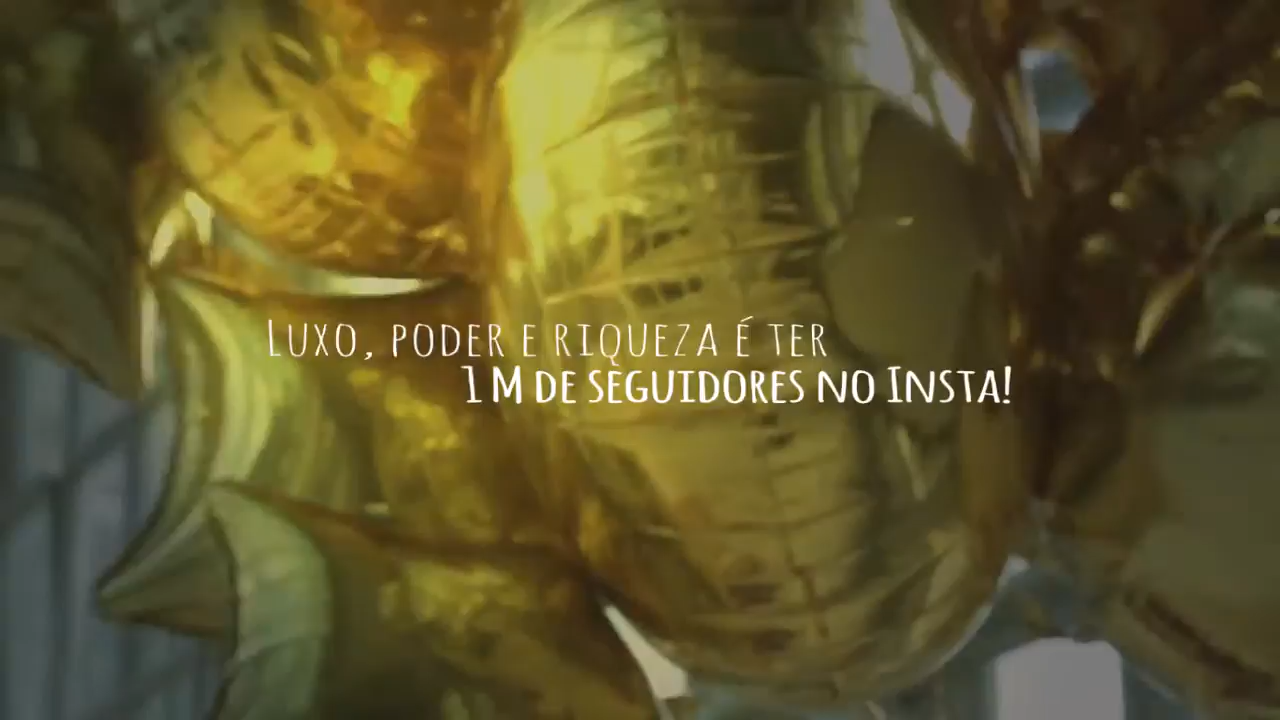 Luxo, poder e riqueza é ter
1 M de seguidores no Insta!